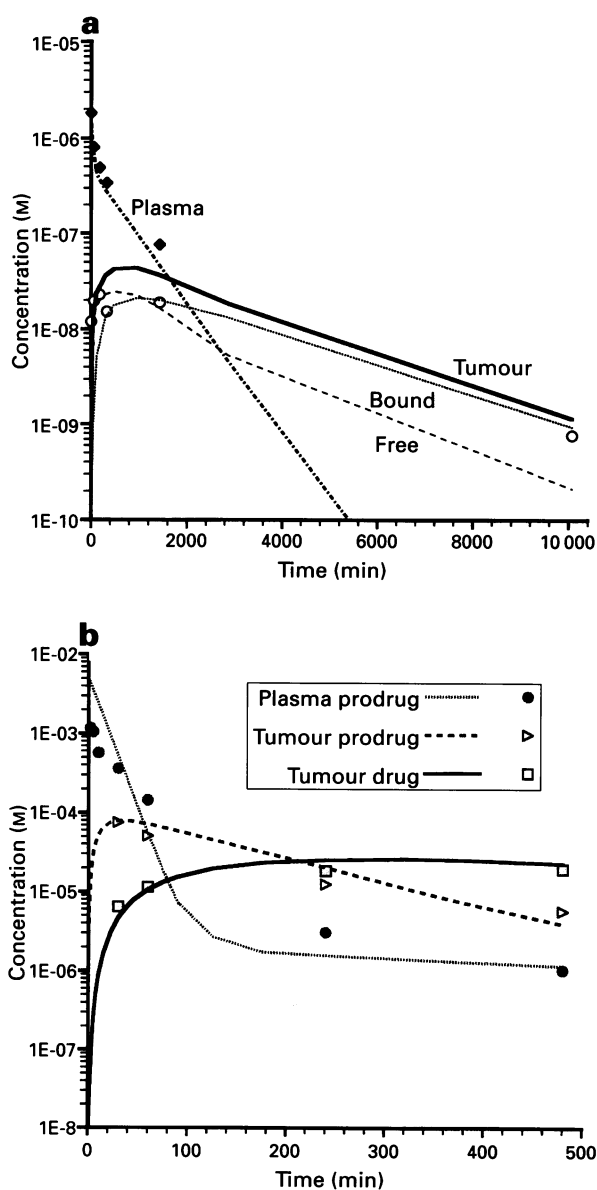 a
1E-05
1E-06
1E-07
1E-08
1E-09
1E-10
Concentration (M)
Plasma
Tumour
Bound
Free
0 2000 4000 6000 8000 10 000
Time (min)
b
1E-02
1E-03
1E-04
1E-05
1E-06
1E-07
1E-8
Concentration (M)
Plasma prodrug
Tumour prodrug
Tumour drug
0 100 200 300 400 500
Time (min)